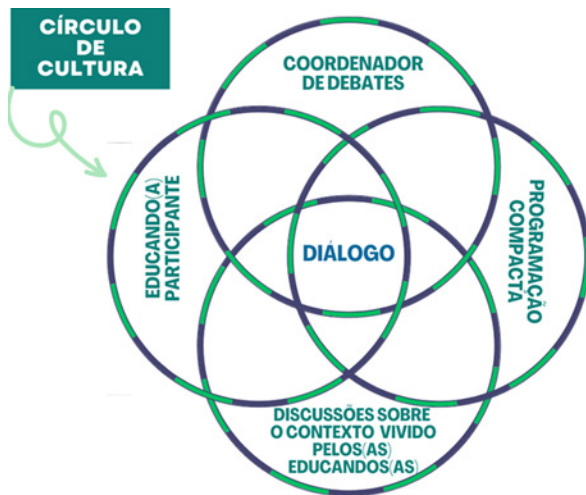 CÍRCULO
DE
CULTURA
COORDENADOR
DE DEBATES
EDUCANDO(A)
PARTICIPANTE
DIÁLOGO
PROGRAMAÇÃO
COMPACTA
DISCUSSÕES SOBRE
O CONTEXTO VIVIDO
PELOS(AS)
EDUCANDOS(AS)